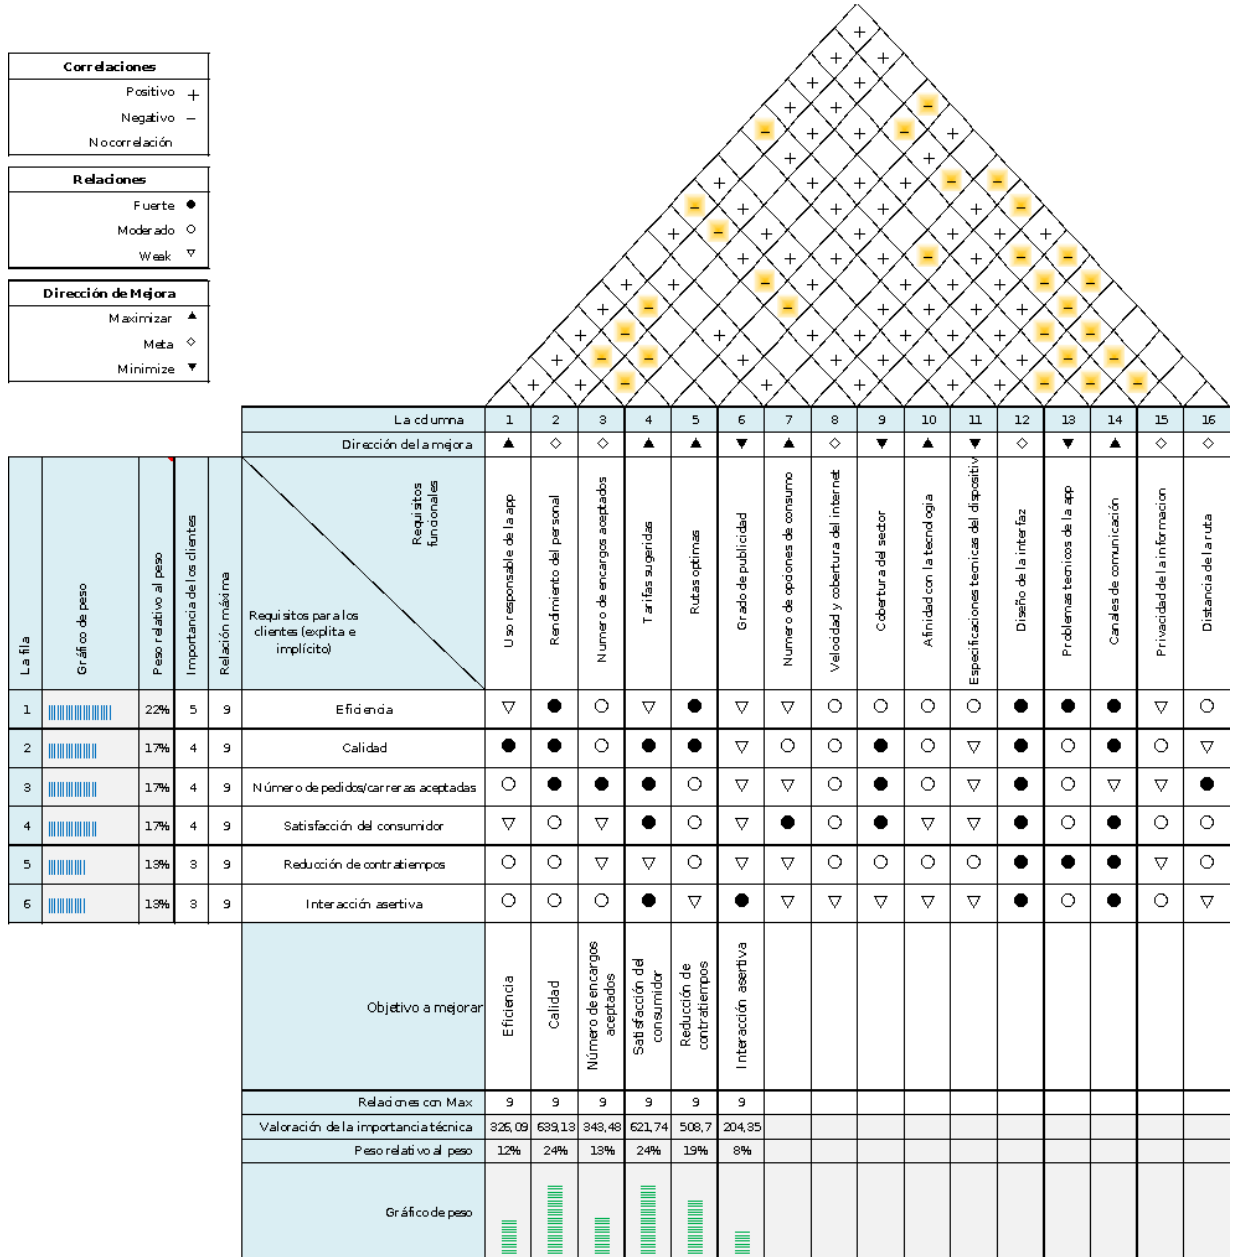 Correlaciones
Positivo +
Negativo −
No correlación
Relaciones
Fuerte ●
Moderado ○
Weak ▽
Dirección de Mejora
Maximizar ▲
Meta ◇
Minimize ▼
La columna 1 2 3 4 5 6 7 8 9 10 11 12 13 14 15 16
Dirección de la mejora ▲ ◇ ◇ ▲ ▲ ▼ ▲ ◇ ▼ ▲ ▼ ◇ ▼ ▲ ◇ ◇
La fila
Gráfico de peso
Peso relativo al peso
Importancia de los clientes
Relación máxima
Requisitos
funcionales
Requisitos para los
clientes (explita e
implícito)
Uso responsable de la app
Rendimiento del personal
Numero de encargos aceptados
Tarifas sugeridas
Rutas optimas
Grado de publicidad
Numero de opciones de consumo
Velocidad y cobertura del internet
Cobertura del sector
Afinidad con la tecnologia
Especificaciones tecnicas del dispositiv
Diseño de la interfaz
Problemas tecnicos de la app
Canales de comunicación
Privacidad de la informacion
Distancia de la ruta
1 22% 5 9 Eficiencia ▽ ● ○ ▽ ● ▽ ▽ ○ ○ ○ ○ ● ● ● ▽ ○
2 17% 4 9 Calidad ● ● ○ ● ● ▽ ○ ○ ● ○ ▽ ● ○ ● ○ ▽
3 17% 4 9 Número de pedidos/carreras aceptadas ○ ● ● ● ○ ▽ ▽ ○ ● ○ ▽ ● ○ ▽ ▽ ●
4 17% 4 9 Satisfacción del consumidor ▽ ○ ▽ ● ○ ▽ ● ○ ● ▽ ▽ ● ○ ● ○ ○
5 13% 3 9 Reducción de contratiempos ○ ○ ▽ ▽ ○ ▽ ▽ ○ ○ ○ ○ ● ● ● ▽ ○
6 13% 3 9 Interacción asertiva ○ ○ ○ ● ▽ ● ▽ ▽ ▽ ▽ ▽ ● ○ ● ○ ▽
Objetivo a mejorar
Eficiencia
Calidad
Número de encargos
aceptados
Satisfacción del
consumidor
Reducción de
contratiempos
Interacción asertiva
Relaciones con Max 9 9 9 9 9 9
Valoración de la importancia técnica 326,09 639,13 343,48 621,74 508,7 204,35
Peso relativo al peso 12% 24% 13% 24% 19% 8%
Gráfico de peso